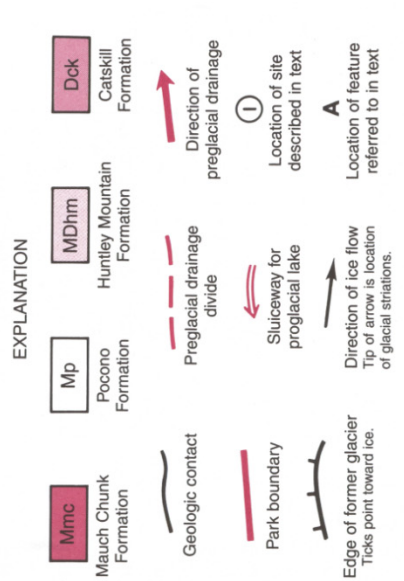 EXPLANATION
Mmc
Mauch Chunk
Formation
Mp
Pocono
Formation
MDhm
Huntley Mountain
Formation
Dck
Catskill
Formation
Geologic contact
Preglacial drainage
divide
Direction of
preglacial drainage
Park boundary
Sluiceway for
proglacial lake
1
Location of site
described in text
Edge of former glacier
Ticks point toward ice.
Direction of ice flow
Tip of arrow is location
of glacial striations.
A
Location of feature
referred to in text